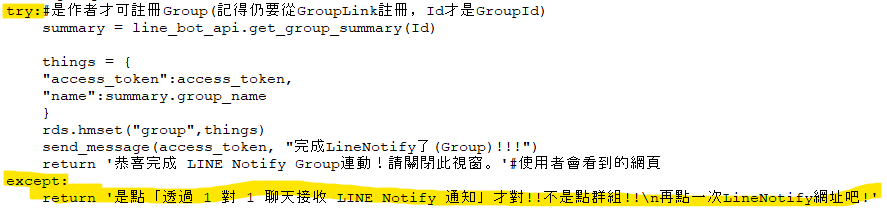 try:#是作者才可註冊Group(記得仍要從GroupLink註冊，Id才是GroupId)
summary = line_bot_api.get_group_summary(Id)
things = {
"access_token":access_token,
"name":summary.group_name
}
rds.hmset("group",things)
send_message(access_token, "完成LineNotify了(Group)!!!")
return '恭喜完成 LINE Notify Group連動！請關閉此視窗。'#使用者會看到的網頁
except:
return '是點「透過 1 對 1 聊天接收 LINE Notify 通知」才對!!不是點群組!!\n再點一次LineNotify網址吧!'